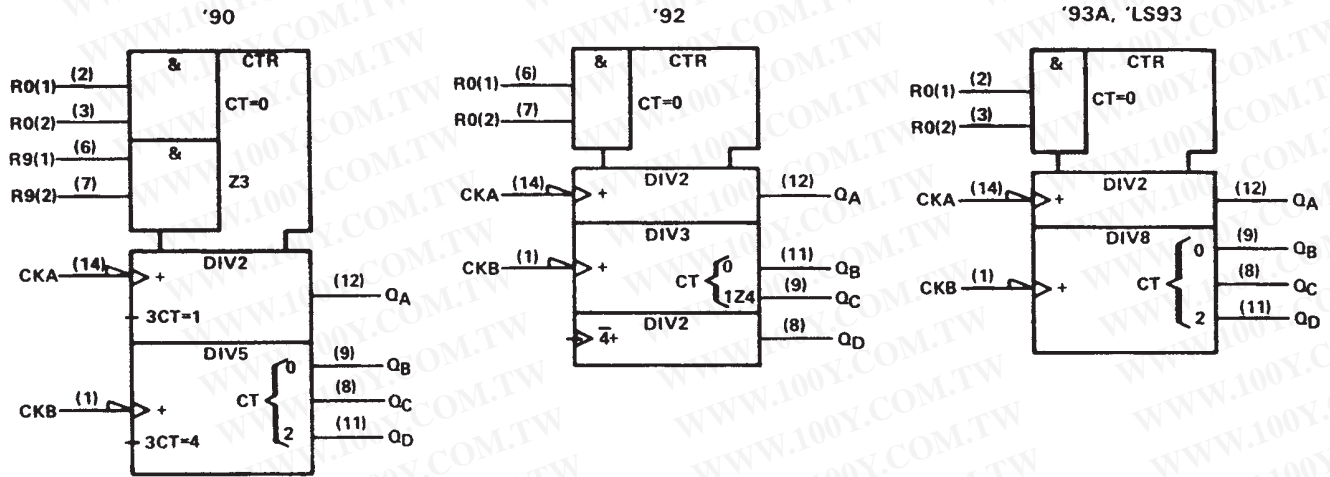 '90
&
CTR
R0(1) (2)
CT=0
R0(2) (3)
&
R9(1) (6)
Z3
R9(2) (7)
DIV2
CKA (14) +
(12) QA
3CT=1
DIV5
(9) QB
0
CT
(8) QC
CKB (1) +
2
(11) QD
3CT=4
'92
&
CTR
R0(1) (6)
CT=0
R0(2) (7)
DIV2
CKA (14) +
(12) QA
DIV3
CKB (1) +
0
(11) QB
CT
1Z4
(9) QC
DIV2
4+
(8) QD
'93A, 'LS93
&
CTR
R0(1) (2)
CT=0
R0(2) (3)
DIV2
CKA (14) +
(12) QA
DIV8
0
(9) QB
CKB (1) +
CT
(8) QC
2
(11) QD
WWW.100Y.COM.TW